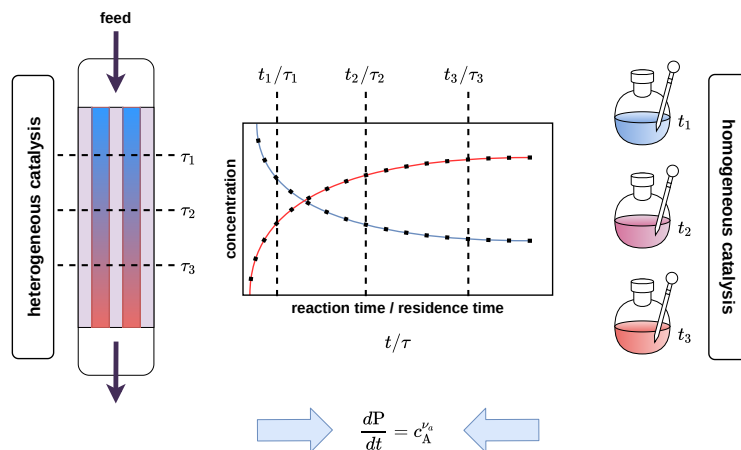 feed
heterogeneous catalysis
τ₁
τ₂
τ₃
t₁/τ₁ t₂/τ₂ t₃/τ₃
concentration
reaction time / residence time
t/τ
t₁
t₂
t₃
homogeneous catalysis
dP/dt = c_A^{ν_a}